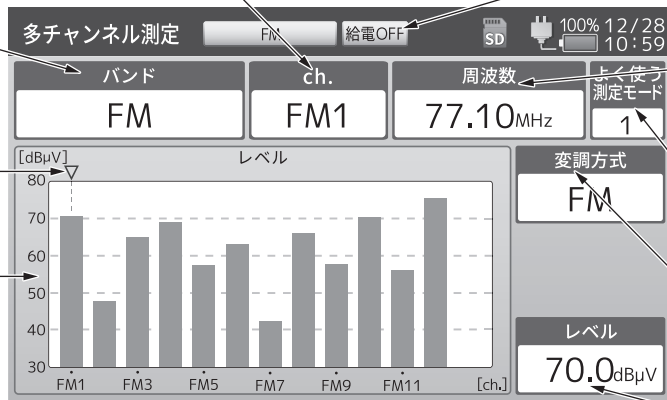 多チャンネル測定 FM 給電OFF SD 100% 12/28
10:59
バンド ch. 周波数 よく使う
測定モード
FM FM1 77.10MHz 1
[dBμV] レベル 変調方式
80 FM
70
60
50
40 レベル
30 70.0dBμV
FM1 FM3 FM5 FM7 FM9 FM11 [ch.]